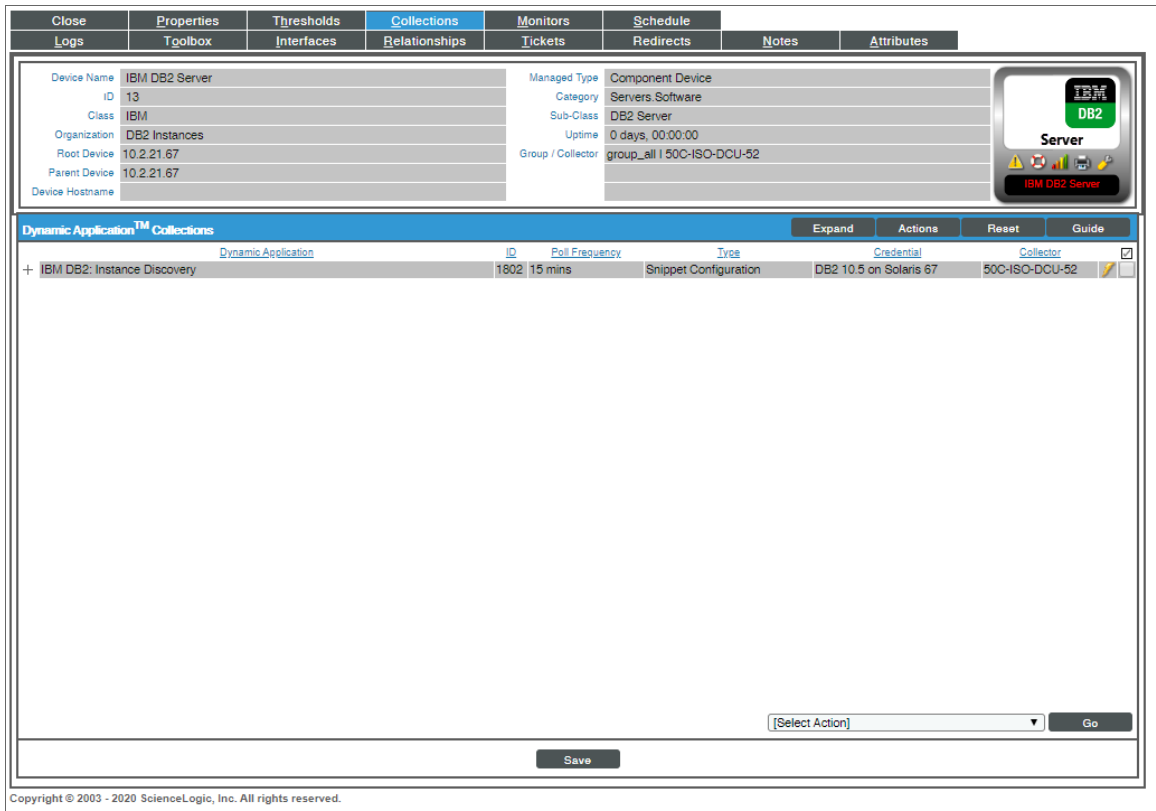 Close Properties Thresholds Collections Monitors Schedule
Logs Toolbox Interfaces Relationships Tickets Redirects Notes Attributes
Device Name IBM DB2 Server Managed Type Component Device
ID 13 Category Servers.Software
Class IBM Sub-Class DB2 Server
Organization DB2 Instances Uptime 0 days, 00:00:00
Root Device 10.2.21.67 Group / Collector group_all | 50C-ISO-DCU-52
Parent Device 10.2.21.67
Device Hostname
IBM
DB2
Server
IBM DB2 Server
Dynamic Application™ Collections Expand Actions Reset Guide
Dynamic Application ID Poll Frequency Type Credential Collector
IBM DB2: Instance Discovery 1802 15 mins Snippet Configuration DB2 10.5 on Solaris 67 50C-ISO-DCU-52
[Select Action] Go
Save
Copyright © 2003 - 2020 ScienceLogic, Inc. All rights reserved.